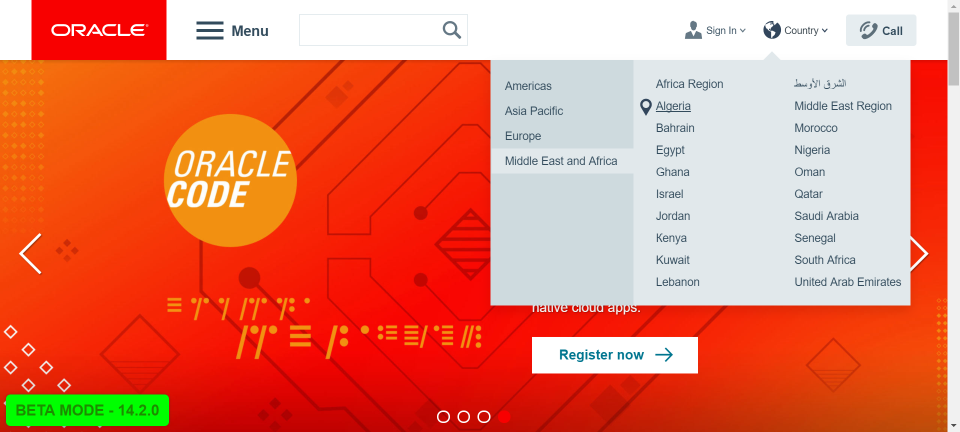 ORACLE
Menu
Sign In
Country
Call
Americas
Asia Pacific
Europe
Middle East and Africa
Africa Region
Algeria
Bahrain
Egypt
Ghana
Israel
Jordan
Kenya
Kuwait
Lebanon
الشرق الأوسط
Middle East Region
Morocco
Nigeria
Oman
Qatar
Saudi Arabia
Senegal
South Africa
United Arab Emirates
ORACLE
CODE
native cloud apps.
Register now
BETA MODE - 14.2.0